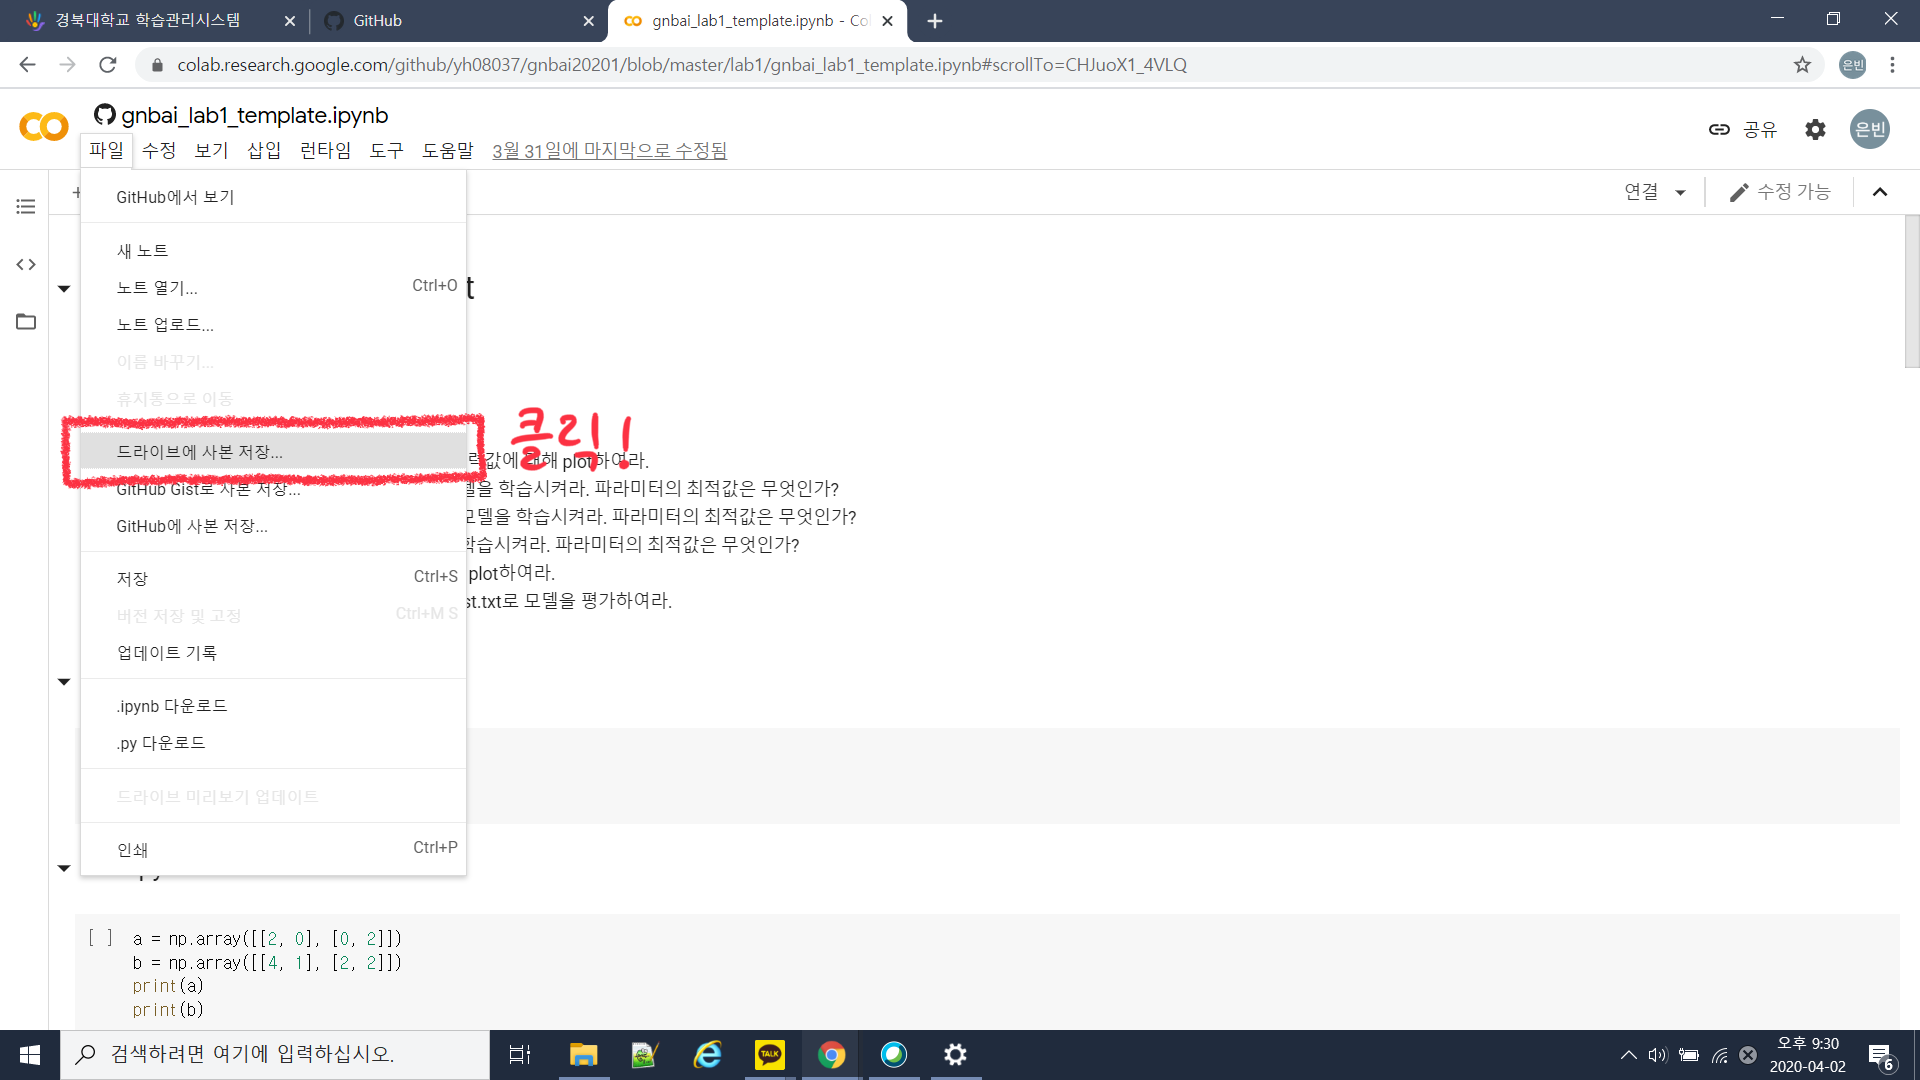 경북대학교 학습관리시스템
GitHub
gnbai_lab1_template.ipynb - Co
colab.research.google.com/github/yh08037/gnbai20201/blob/master/lab1/gnbai_lab1_template.ipynb#scrollTo=CHJuoX1_4VLQ
은빈
gnbai_lab1_template.ipynb
공유
은빈
파일 수정 보기 삽입 런타임 도구 도움말 3월 31일에 마지막으로 수정됨
연결
수정 가능
GitHub에서 보기
새 노트
노트 열기... Ctrl+O
t
노트 업로드...
이름 바꾸기...
휴지통으로 이동
클릭!
드라이브에 사본 저장...
력값에 대해 plot하여라.
GitHub Gist로 사본 저장...
델을 학습시켜라. 파라미터의 최적값은 무엇인가?
GitHub에 사본 저장...
모델을 학습시켜라. 파라미터의 최적값은 무엇인가?
학습시켜라. 파라미터의 최적값은 무엇인가?
저장 Ctrl+S
plot하여라.
버전 저장 및 고정 Ctrl+M S
st.txt로 모델을 평가하여라.
업데이트 기록
.ipynb 다운로드
.py 다운로드
드라이브 미리보기 업데이트
인쇄 Ctrl+P
[ ] a = np.array([[2, 0], [0, 2]])
b = np.array([[4, 1], [2, 2]])
print(a)
print(b)
검색하려면 여기에 입력하십시오.
TALK
오후 9:30
2020-04-02
6